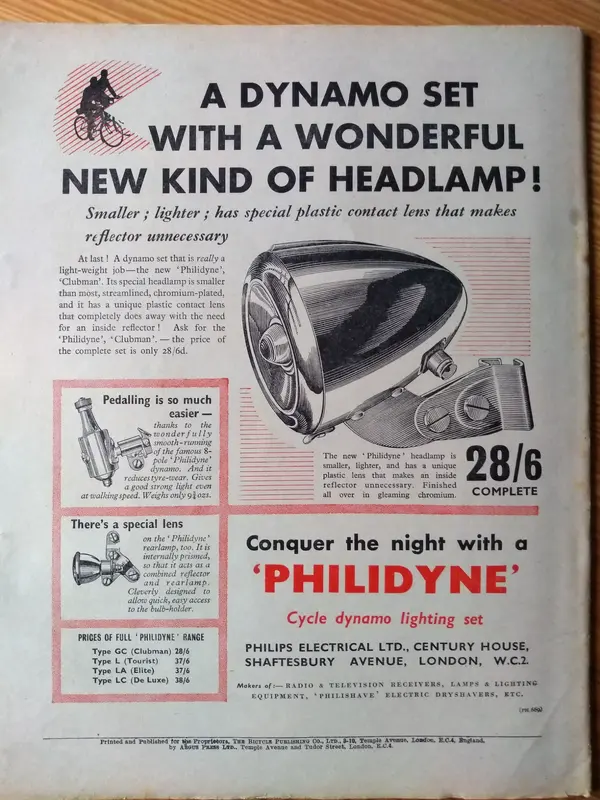 A DYNAMO SET
WITH A WONDERFUL
NEW KIND OF HEADLAMP!
Smaller ; lighter ; has special plastic contact lens that makes
reflector unnecessary
At last ! A dynamo set that is really a
light-weight job—the new 'Philidyne',
'Clubman'. Its special headlamp is smaller
than most, streamlined, chromium-plated,
and it has a unique plastic contact lens
that completely does away with the need
for an inside reflector ! Ask for the
'Philidyne', 'Clubman'. — the price of
the complete set is only 28/6d.
Pedalling is so much
easier —
thanks to the
wonderfully
smooth-running
of the famous 8-
pole 'Philidyne'
dynamo. And it
reduces tyre-wear. Gives
a good strong light even
at walking speed. Weighs only 9¾ ozs.
The new 'Philidyne' headlamp is
smaller, lighter, and has a unique
plastic lens that makes an inside
reflector unnecessary. Finished
all over in gleaming chromium.
28/6
COMPLETE
There's a special lens
on the 'Philidyne'
rearlamp, too. It is
internally prismed,
so that it acts as a
combined reflector
and rearlamp.
Cleverly designed to
allow quick, easy access
to the bulb-holder.
PRICES OF FULL 'PHILIDYNE' RANGE
Type GC (Clubman) 28/6
Type L (Tourist) 37/6
Type LA (Elite) 37/6
Type LC (De Luxe) 38/6
Conquer the night with a
'PHILIDYNE'
Cycle dynamo lighting set
PHILIPS ELECTRICAL LTD., CENTURY HOUSE,
SHAFTESBURY AVENUE, LONDON, W.C.2.
Makers of :— RADIO & TELEVISION RECEIVERS, LAMPS & LIGHTING
EQUIPMENT, 'PHILISHAVE' ELECTRIC DRYSHAVERS, ETC.
Printed and Published for the Proprietors, THE BICYCLE PUBLISHING CO., LTD., 5-10, Temple Avenue, London, E.C.4, England,
by ARGUS PRESS LTD., Temple Avenue and Tudor Street, London, E.C.4.